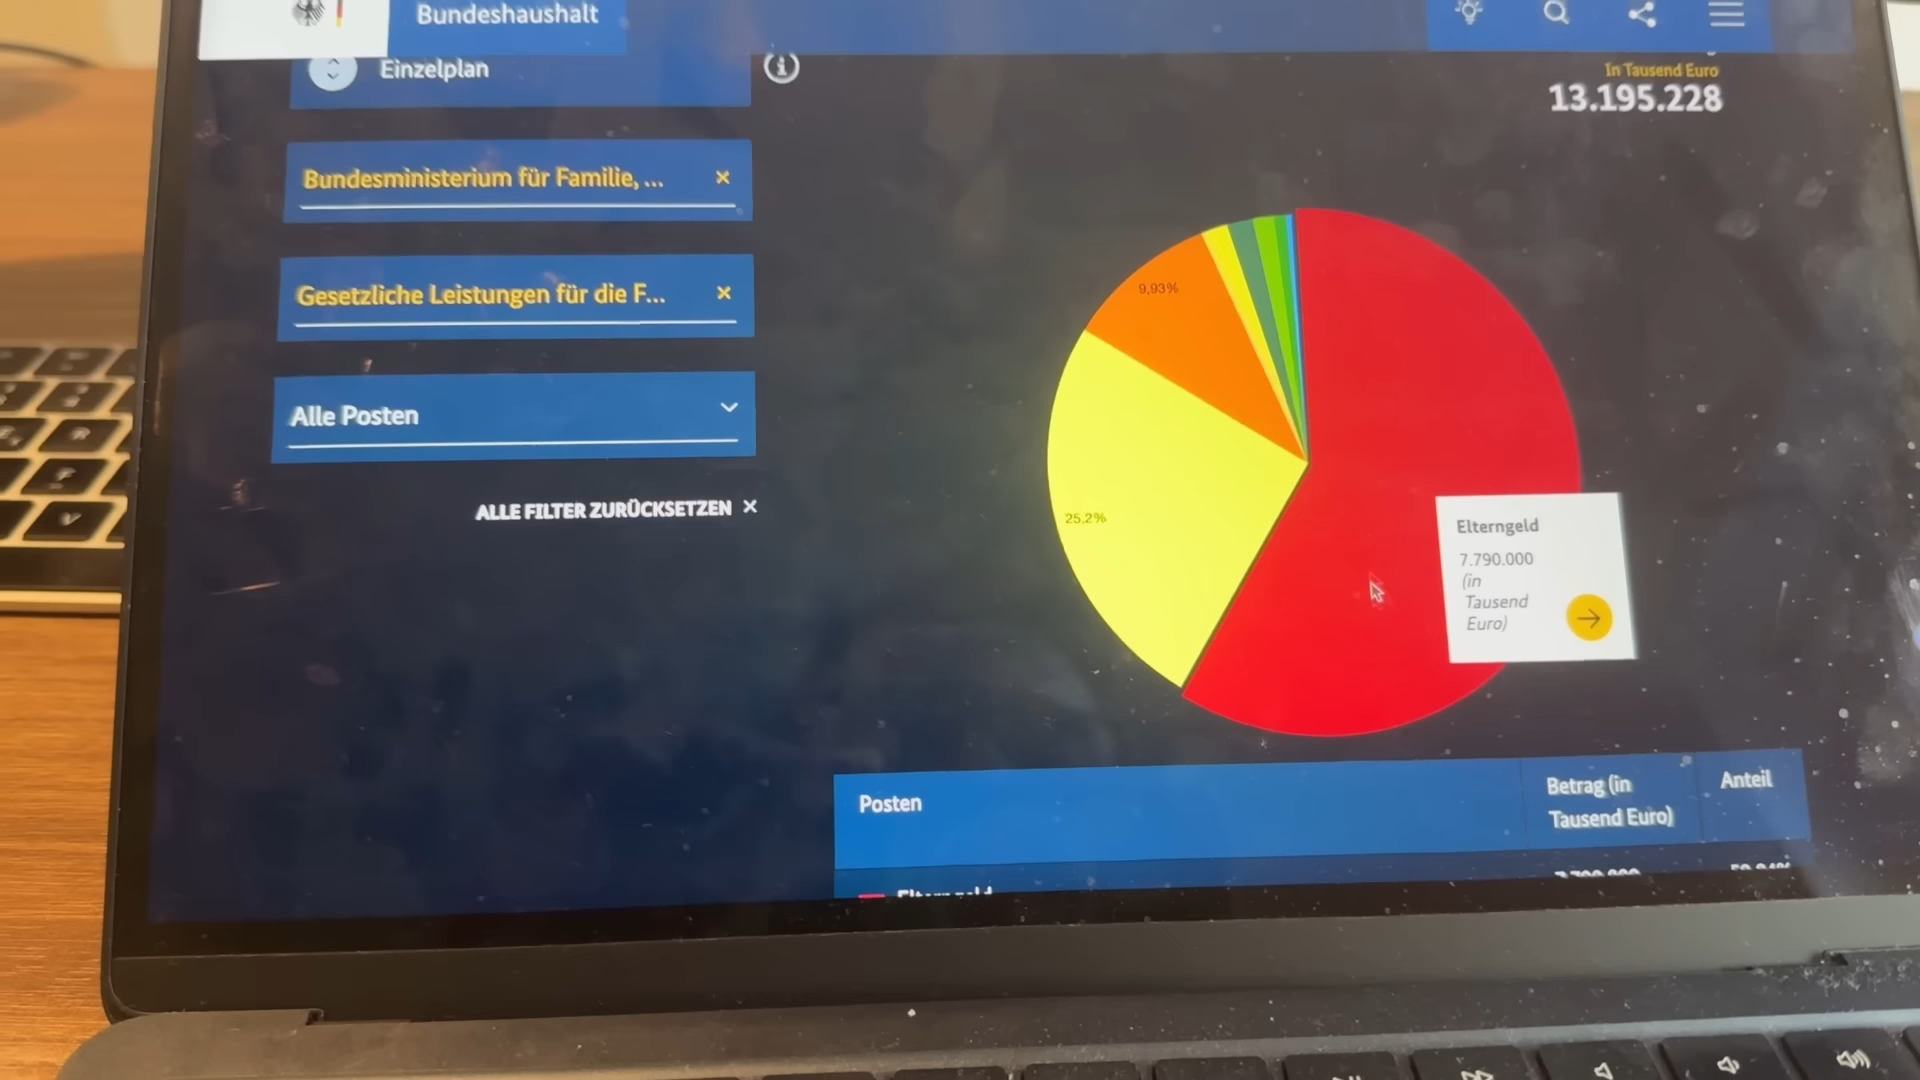 Bundeshaushalt
Einzelplan
In Tausend Euro
13.195.228
Bundesministerium für Familie, ...
Gesetzliche Leistungen für die F...
Alle Posten
ALLE FILTER ZURÜCKSETZEN
9,93%
25,2%
Elterngeld
7.790.000
(in
Tausend
Euro)
Posten
Betrag (in
Tausend Euro)
Anteil
Elterngeld